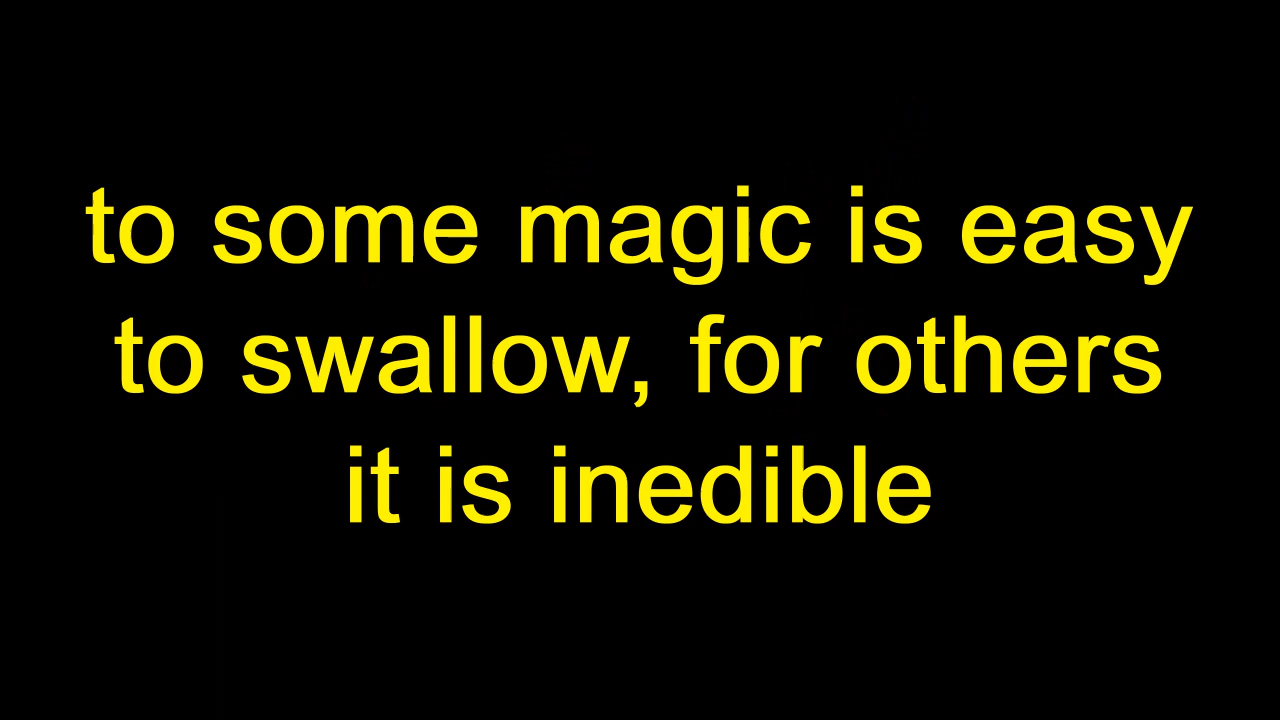 to some magic is easy
to swallow, for others
it is inedible